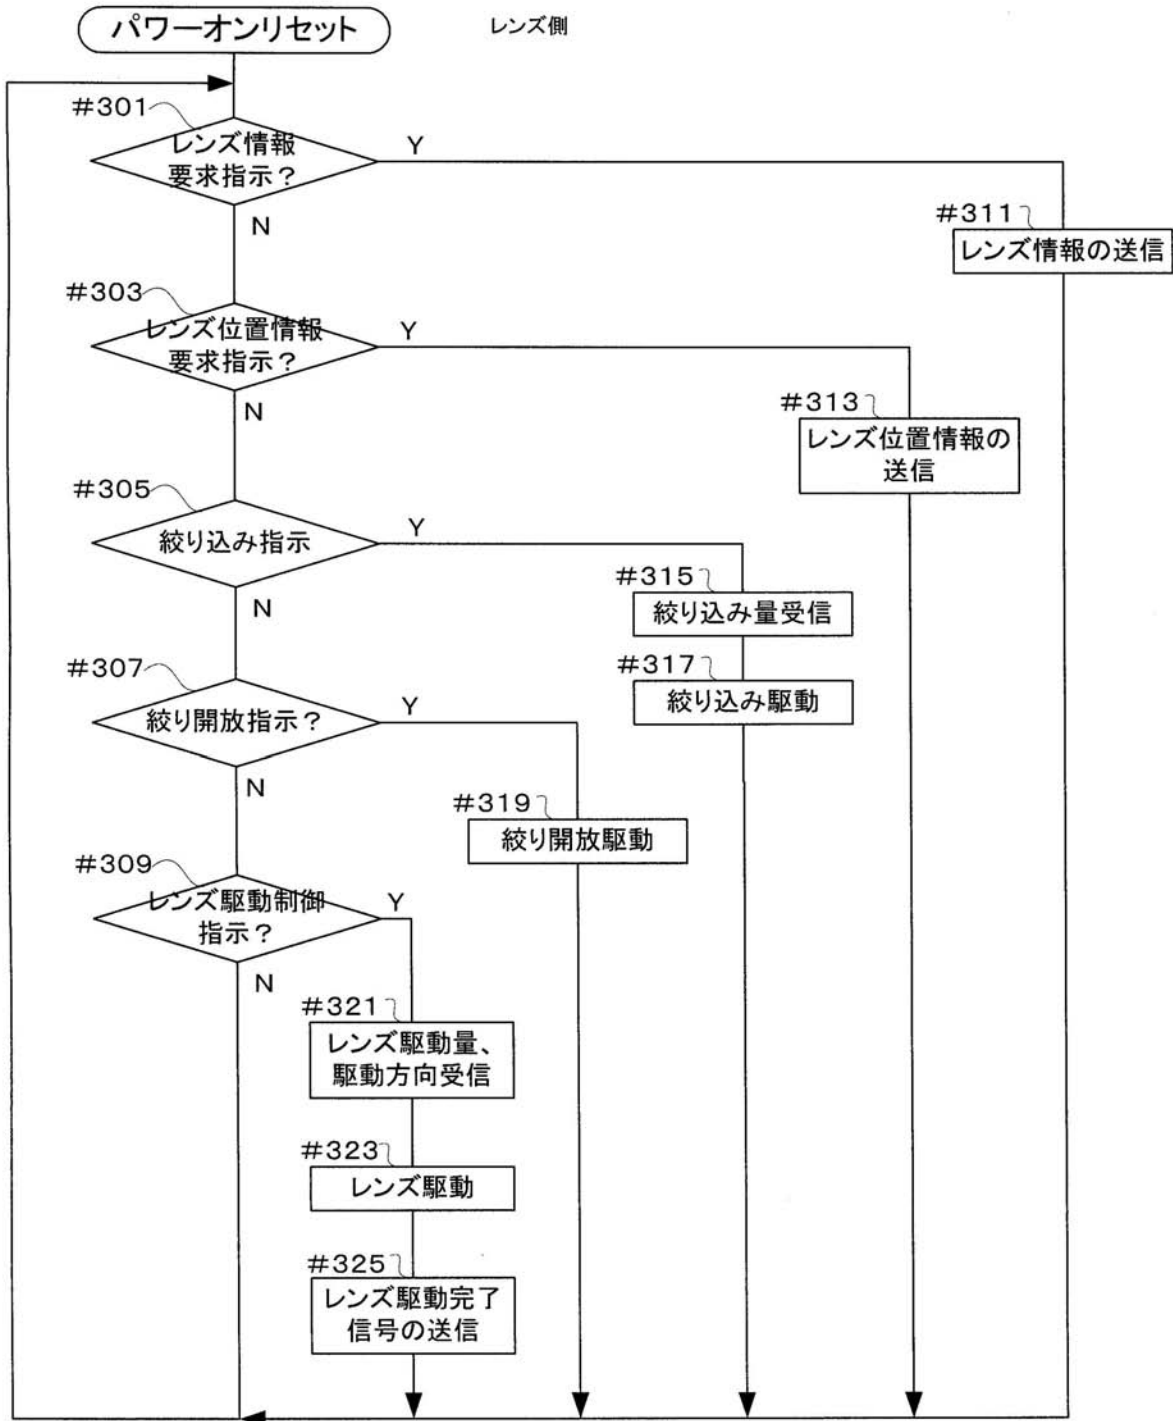 パワーオンリセット
レンズ側
#301
レンズ情報
要求指示?
Y
N
#311
レンズ情報の送信
#303
レンズ位置情報
要求指示?
Y
N
#313
レンズ位置情報の
送信
#305
絞り込み指示
Y
N
#315
絞り込み量受信
#317
絞り込み駆動
#307
絞り開放指示?
Y
N
#319
絞り開放駆動
#309
レンズ駆動制御
指示?
Y
N
#321
レンズ駆動量、
駆動方向受信
#323
レンズ駆動
#325
レンズ駆動完了
信号の送信